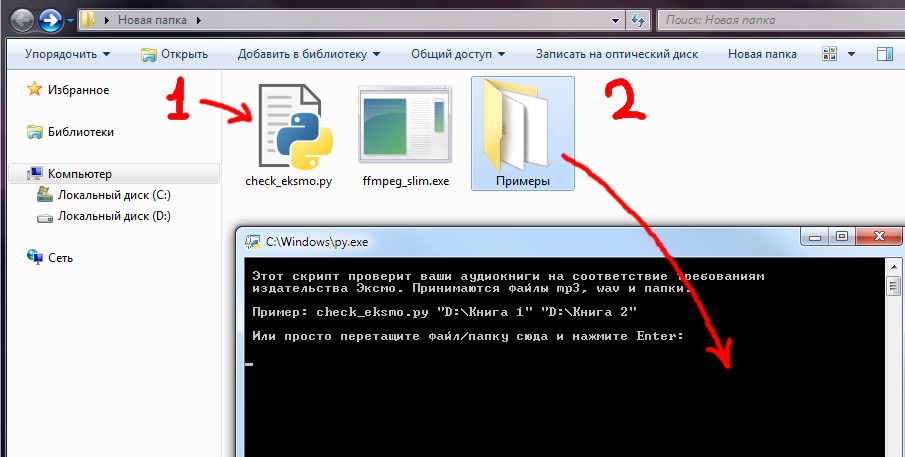 Новая папка
Поиск: Новая папка
Упорядочить Открыть Добавить в библиотеку Общий доступ Записать на оптический диск Новая папка
1
2
Избранное
Библиотеки
Компьютер
Локальный диск (C:)
Локальный диск (D:)
Сеть
check_eksmo.py ffmpeg_slim.exe Примеры
C:\Windows\py.exe
Этот скрипт проверит ваши аудиокниги на соответствие требованиям
издательства Эксмо. Принимаются файлы mp3, wav и папки.
Пример: check_eksmo.py "D:\Книга 1" "D:\Книга 2"
Или просто перетащите файл/папку сюда и нажмите Enter: